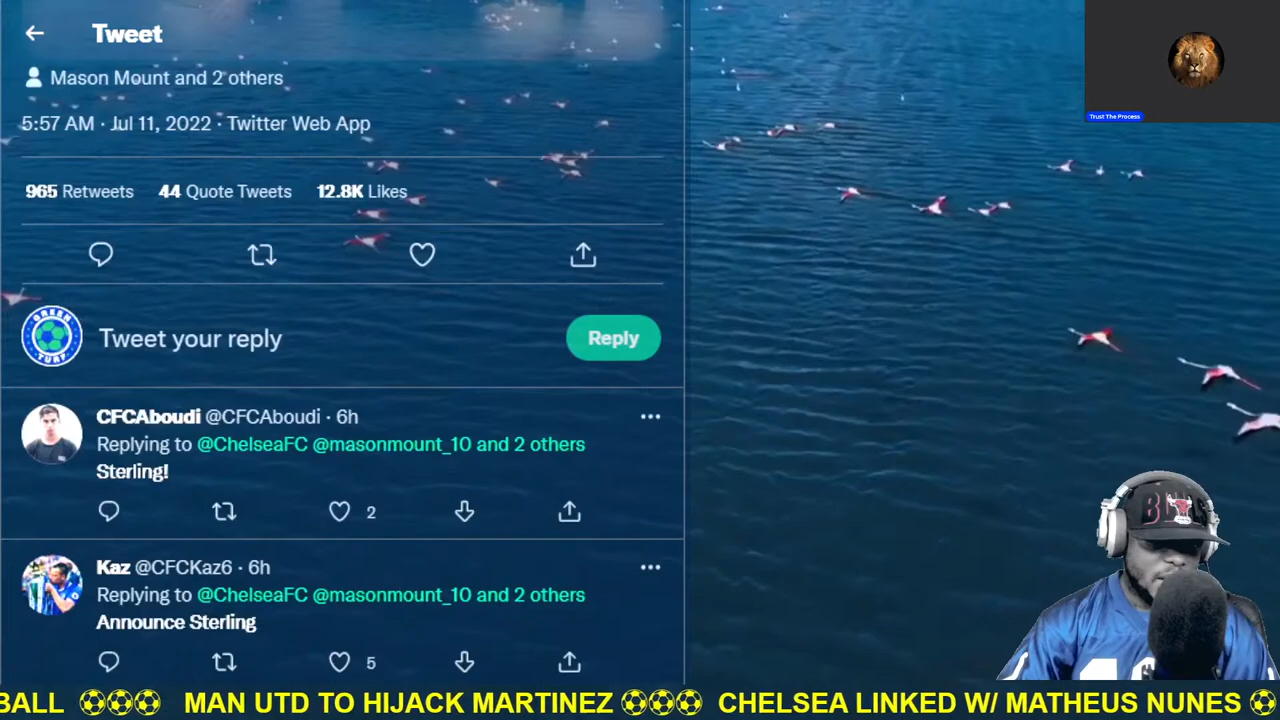 Tweet
Mason Mount and 2 others
5:57 AM · Jul 11, 2022 · Twitter Web App
965 Retweets 44 Quote Tweets 12.8K Likes
GREEN
TURF
Tweet your reply
Reply
CFCAboudi @CFCAboudi · 6h
Replying to @ChelseaFC @masonmount_10 and 2 others
Sterling!
2
Kaz @CFCKaz6 · 6h
Replying to @ChelseaFC @masonmount_10 and 2 others
Announce Sterling
5
Trust The Process
BALL ⚽⚽⚽ MAN UTD TO HIJACK MARTINEZ ⚽⚽⚽ CHELSEA LINKED W/ MATHEUS NUNES ⚽